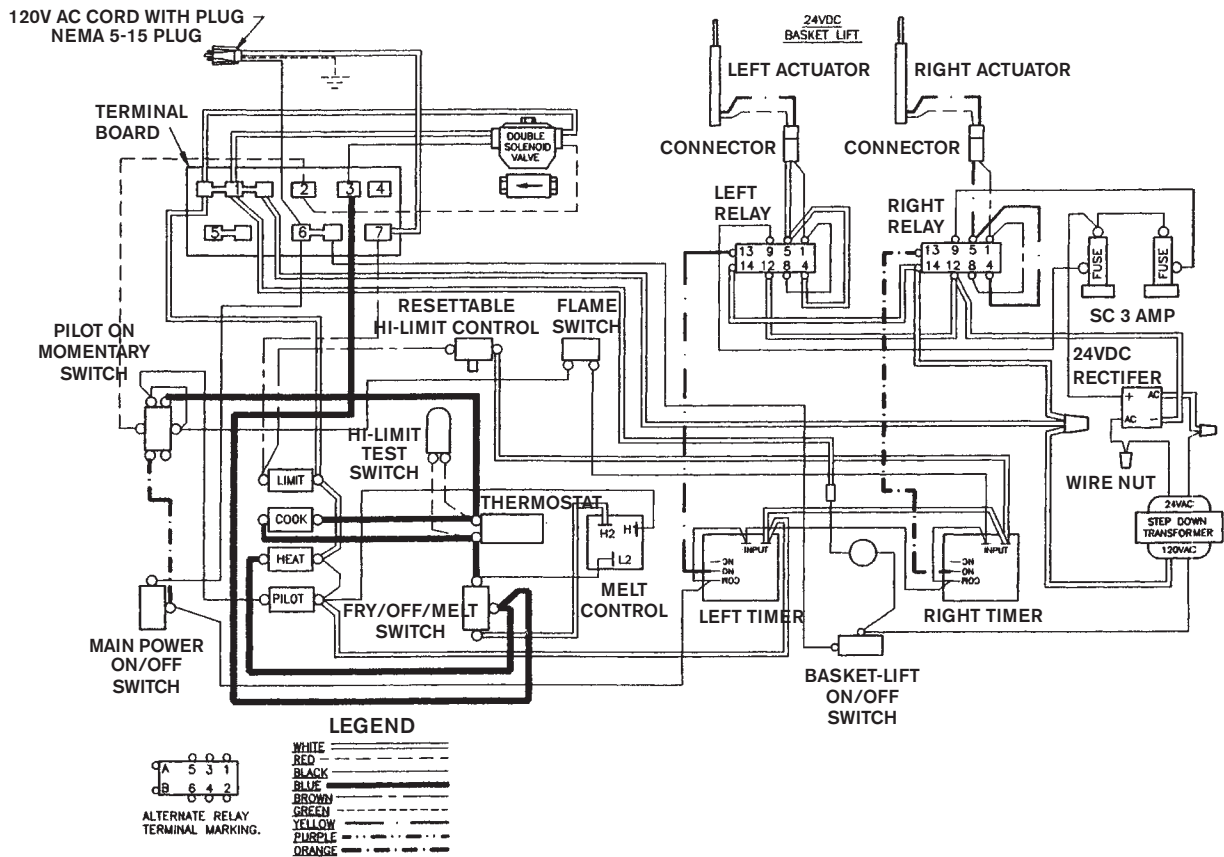 120V AC CORD WITH PLUG
NEMA 5-15 PLUG
24VDC
BASKET LIFT
LEFT ACTUATOR
RIGHT ACTUATOR
TERMINAL
BOARD
DOUBLE
SOLENOID
VALVE
CONNECTOR
CONNECTOR
1
2
3
4
5
6
7
LEFT
RELAY
13 9 5 1
14 12 8 4
RIGHT
RELAY
13 9 5 1
14 12 8 4
FUSE
FUSE
SC 3 AMP
PILOT ON
MOMENTARY
SWITCH
RESETTABLE
HI-LIMIT CONTROL
FLAME
SWITCH
24VDC
RECTIFER
+ AC
AC -
WIRE NUT
HI-LIMIT
TEST
SWITCH
LIMIT
COOK
HEAT
PILOT
THERMOSTAT
H2
H1
L2
MELT
CONTROL
INPUT
NC
NO
COM
LEFT TIMER
INPUT
NC
NO
COM
RIGHT TIMER
24VAC
STEP DOWN
TRANSFORMER
120VAC
FRY/OFF/MELT
SWITCH
MAIN POWER
ON/OFF
SWITCH
BASKET-LIFT
ON/OFF
SWITCH
LEGEND
WHITE
RED
BLACK
BLUE
BROWN
GREEN
YELLOW
PURPLE
ORANGE
A 5 3 1
B 6 4 2
ALTERNATE RELAY
TERMINAL MARKING.